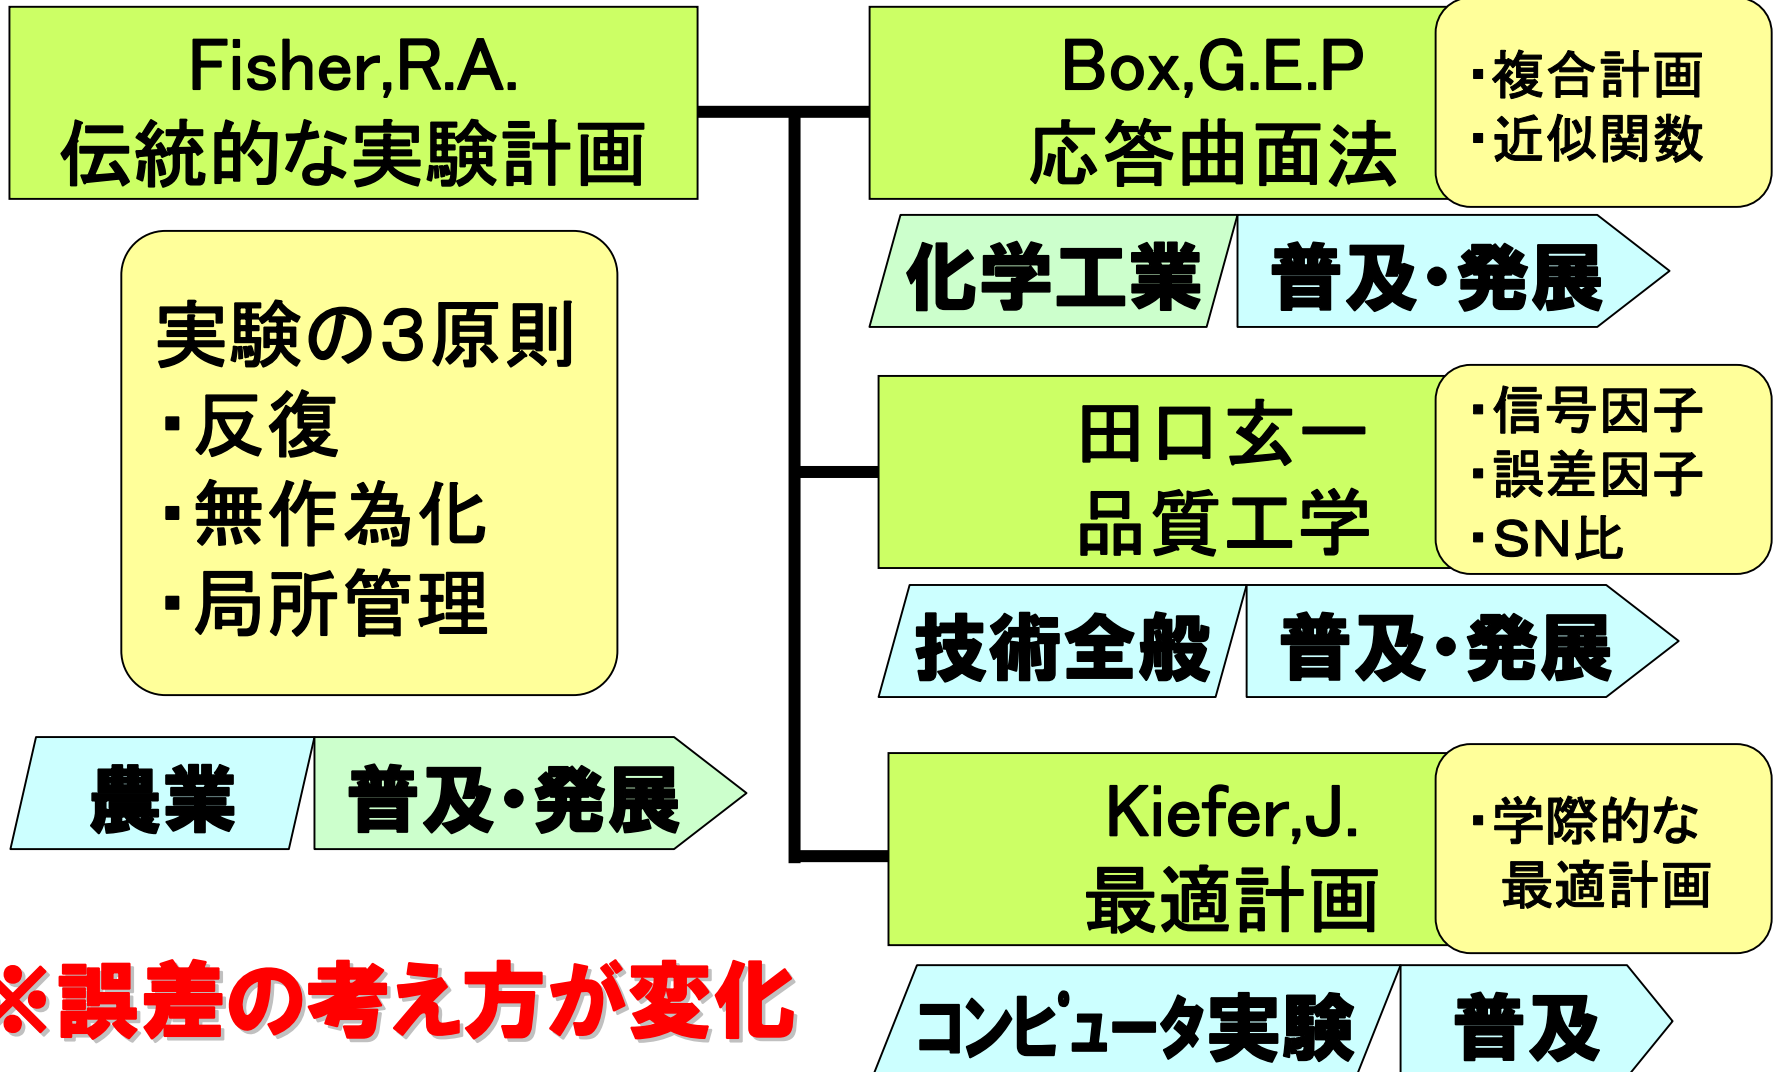 Fisher,R.A.
伝統的な実験計画
実験の３原則
・反復
・無作為化
・局所管理
農業
普及・発展
※誤差の考え方が変化
Box,G.E.P
応答曲面法
・複合計画
・近似関数
化学工業
普及・発展
田口玄一
品質工学
・信号因子
・誤差因子
・SN比
技術全般
普及・発展
Kiefer,J.
最適計画
・学際的な
最適計画
コンピュータ実験
普及